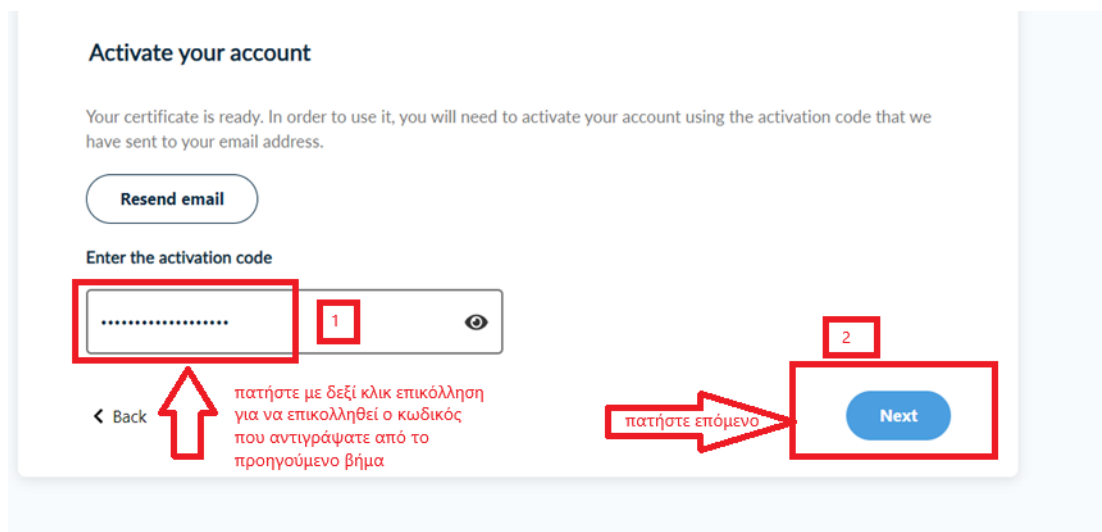 Activate your account
Your certificate is ready. In order to use it, you will need to activate your account using the activation code that we
have sent to your email address.
Resend email
Enter the activation code
•••••••••••••••••••
1
2
πατήστε με δεξί κλικ επικόλληση
για να επικολληθεί ο κωδικός
που αντιγράψατε από το
προηγούμενο βήμα
Back
πατήστε επόμενο
Next